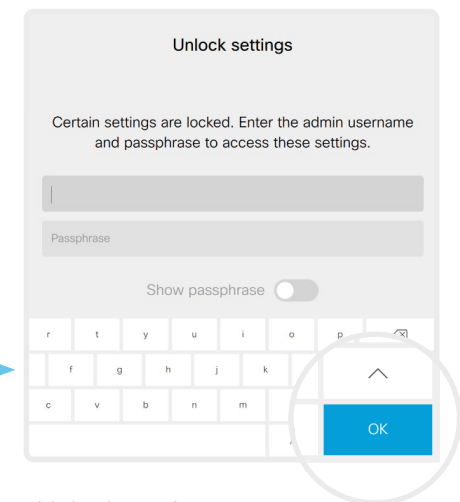 Unlock settings
Certain settings are locked. Enter the admin username
and passphrase to access these settings.
Passphrase
Show passphrase
r t y u i o p
f g h j k
c v b n m
OK